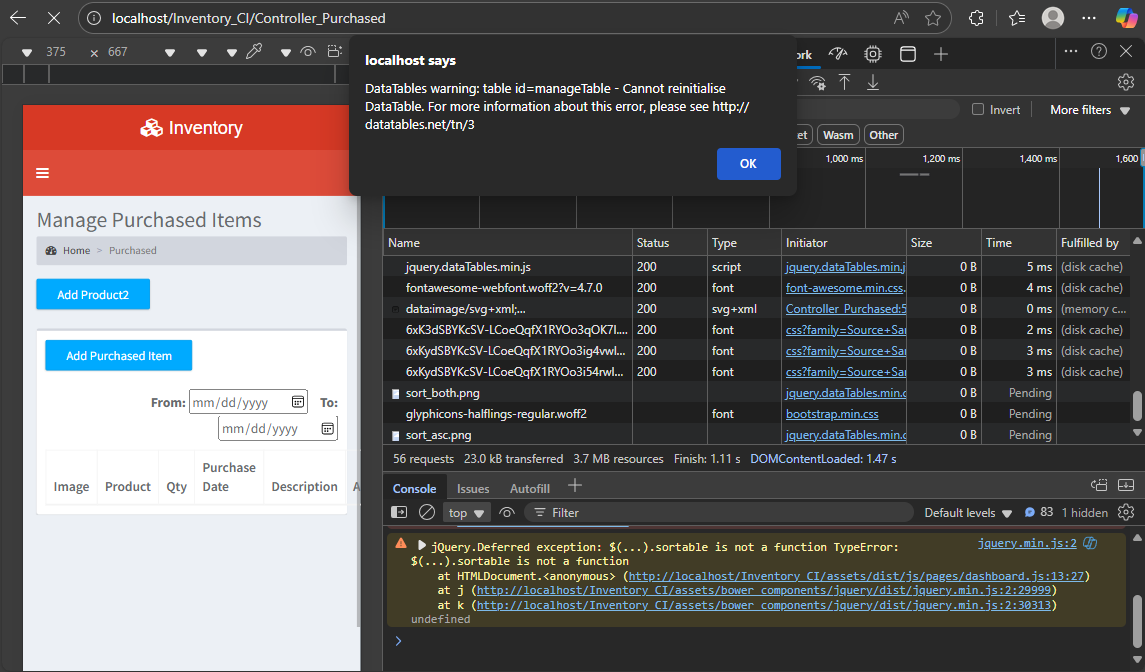 localhost/Inventory_CI/Controller_Purchased
375 × 667
localhost says
DataTables warning: table id=manageTable - Cannot reinitialise
DataTable. For more information about this error, please see http://
datatables.net/tn/3
OK
Inventory
Manage Purchased Items
Home > Purchased
Add Product2
Add Purchased Item
From: mm/dd/yyyy To:
mm/dd/yyyy
Image Product Qty Purchase Date Description
Invert More filters
Wasm Other
1,000 ms 1,200 ms 1,400 ms 1,600
Name Status Type Initiator Size Time Fulfilled by
jquery.dataTables.min.js 200 script jquery.dataTables.min.j 0 B 5 ms (disk cache)
fontawesome-webfont.woff2?v=4.7.0 200 font font-awesome.min.css. 0 B 4 ms (disk cache)
data:image/svg+xml;... 200 svg+xml Controller_Purchased:5 0 B 0 ms (memory c...
6xK3dSBYKcSV-LCoeQqfX1RYOo3qOK7l.... 200 font css?family=Source+Sar 0 B 2 ms (disk cache)
6xKydSBYKcSV-LCoeQqfX1RYOo3ig4vwl... 200 font css?family=Source+Sar 0 B 3 ms (disk cache)
6xKydSBYKcSV-LCoeQqfX1RYOo3i54rwl... 200 font css?family=Source+Sar 0 B 3 ms (disk cache)
sort_both.png jquery.dataTables.min.c 0 B Pending
glyphicons-halflings-regular.woff2 font bootstrap.min.css 0 B Pending
sort_asc.png jquery.dataTables.min.c 0 B Pending
56 requests 23.0 kB transferred 3.7 MB resources Finish: 1.11 s DOMContentLoaded: 1.47 s
Console Issues Autofill
top Filter Default levels 83 1 hidden
jQuery.Deferred exception: $(...).sortable is not a function TypeError: jquery.min.js:2
$(...).sortable is not a function
at HTMLDocument.<anonymous> (http://localhost/Inventory_CI/assets/dist/js/pages/dashboard.js:13:27)
at j (http://localhost/Inventory_CI/assets/bower_components/jquery/dist/jquery.min.js:2:29999)
at k (http://localhost/Inventory_CI/assets/bower_components/jquery/dist/jquery.min.js:2:30313)
undefined